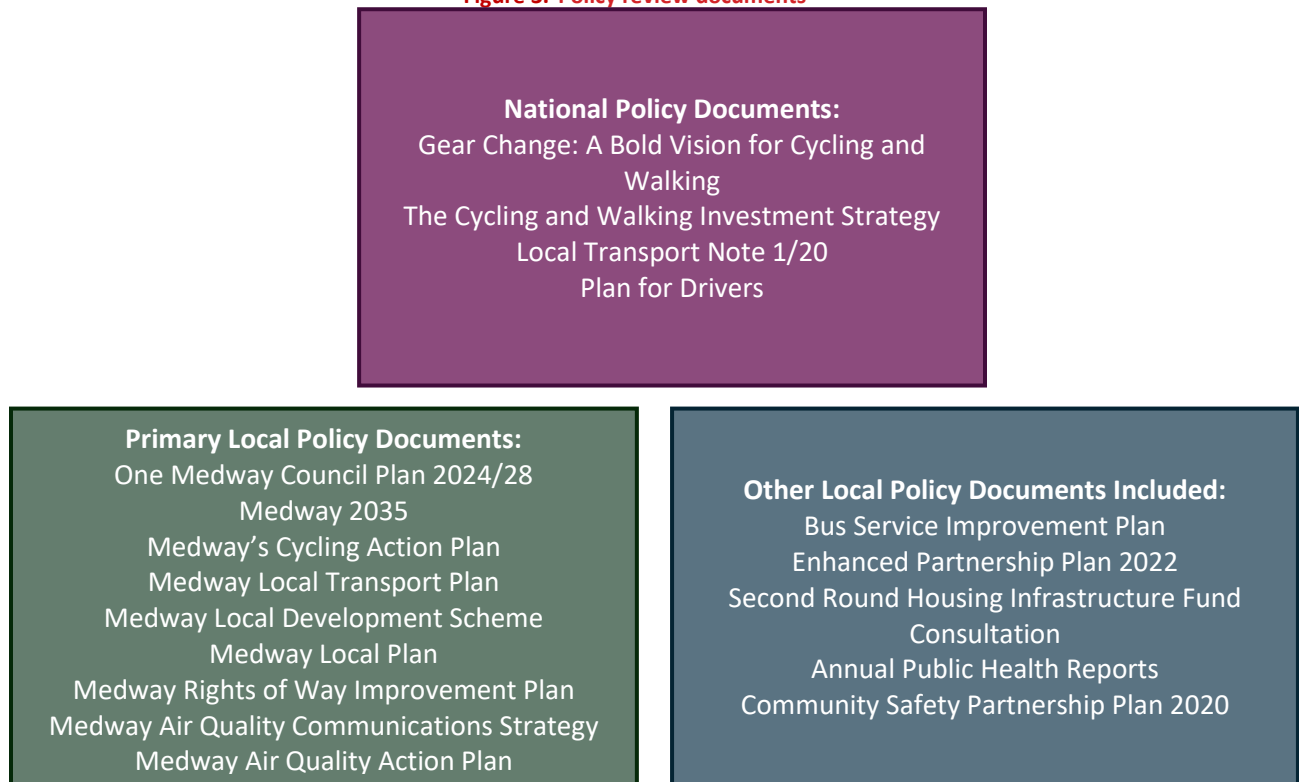 Figure 3: Policy review documents
National Policy Documents:
Gear Change: A Bold Vision for Cycling and
Walking
The Cycling and Walking Investment Strategy
Local Transport Note 1/20
Plan for Drivers
Primary Local Policy Documents:
One Medway Council Plan 2024/28
Medway 2035
Medway’s Cycling Action Plan
Medway Local Transport Plan
Medway Local Development Scheme
Medway Local Plan
Medway Rights of Way Improvement Plan
Medway Air Quality Communications Strategy
Medway Air Quality Action Plan
Other Local Policy Documents Included:
Bus Service Improvement Plan
Enhanced Partnership Plan 2022
Second Round Housing Infrastructure Fund
Consultation
Annual Public Health Reports
Community Safety Partnership Plan 2020